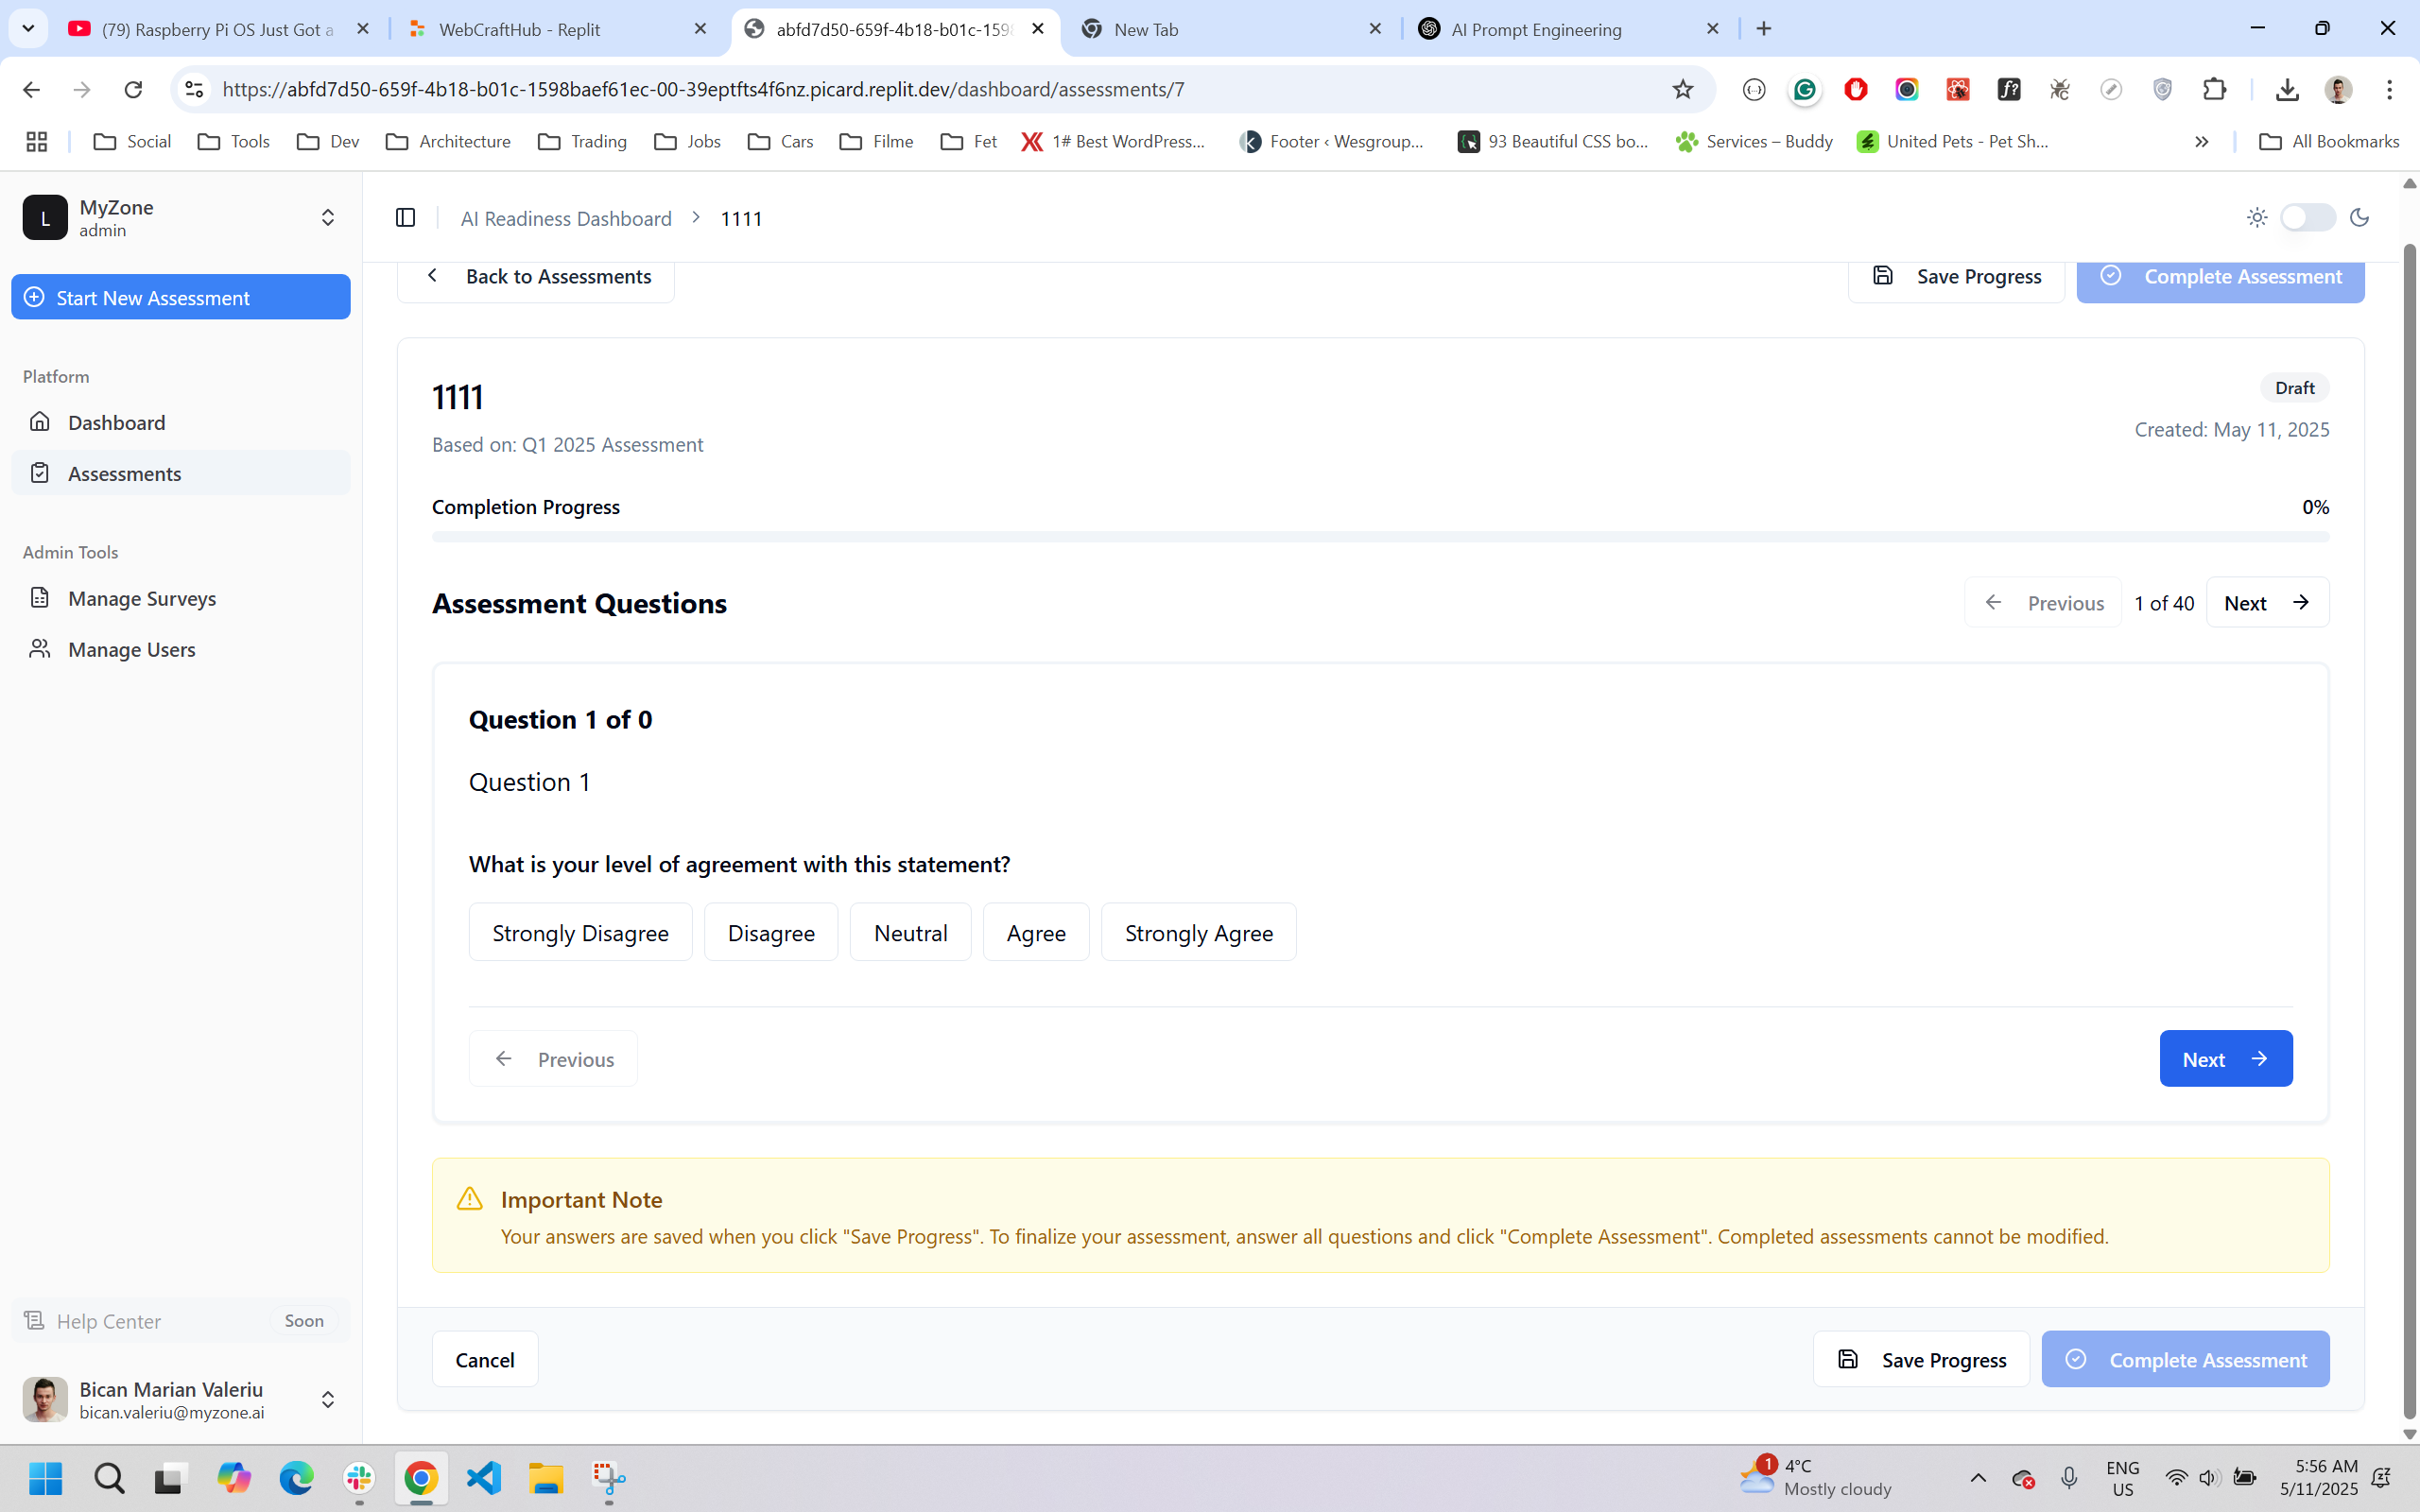 (79) Raspberry Pi OS Just Got a
WebCraftHub - Replit
abfd7d50-659f-4b18-b01c-1598
New Tab
AI Prompt Engineering
https://abfd7d50-659f-4b18-b01c-1598baef61ec-00-39eptfts4f6nz.picard.replit.dev/dashboard/assessments/7
Social
Tools
Dev
Architecture
Trading
Jobs
Cars
Filme
Fet
1# Best WordPress...
Footer ‹ Wesgroup...
93 Beautiful CSS bo...
Services – Buddy
United Pets - Pet Sh...
All Bookmarks
L
MyZone
admin
AI Readiness Dashboard
1111
Start New Assessment
Back to Assessments
Save Progress
Complete Assessment
Platform
Dashboard
Assessments
Admin Tools
Manage Surveys
Manage Users
1111
Draft
Based on: Q1 2025 Assessment
Created: May 11, 2025
Completion Progress
0%
Assessment Questions
Previous
1 of 40
Next
Question 1 of 0
Question 1
What is your level of agreement with this statement?
Strongly Disagree
Disagree
Neutral
Agree
Strongly Agree
Previous
Next
Important Note
Your answers are saved when you click "Save Progress". To finalize your assessment, answer all questions and click "Complete Assessment". Completed assessments cannot be modified.
Help Center
Soon
Cancel
Save Progress
Complete Assessment
Bican Marian Valeriu
bican.valeriu@myzone.ai
1
4°C
Mostly cloudy
ENG
US
5:56 AM
5/11/2025